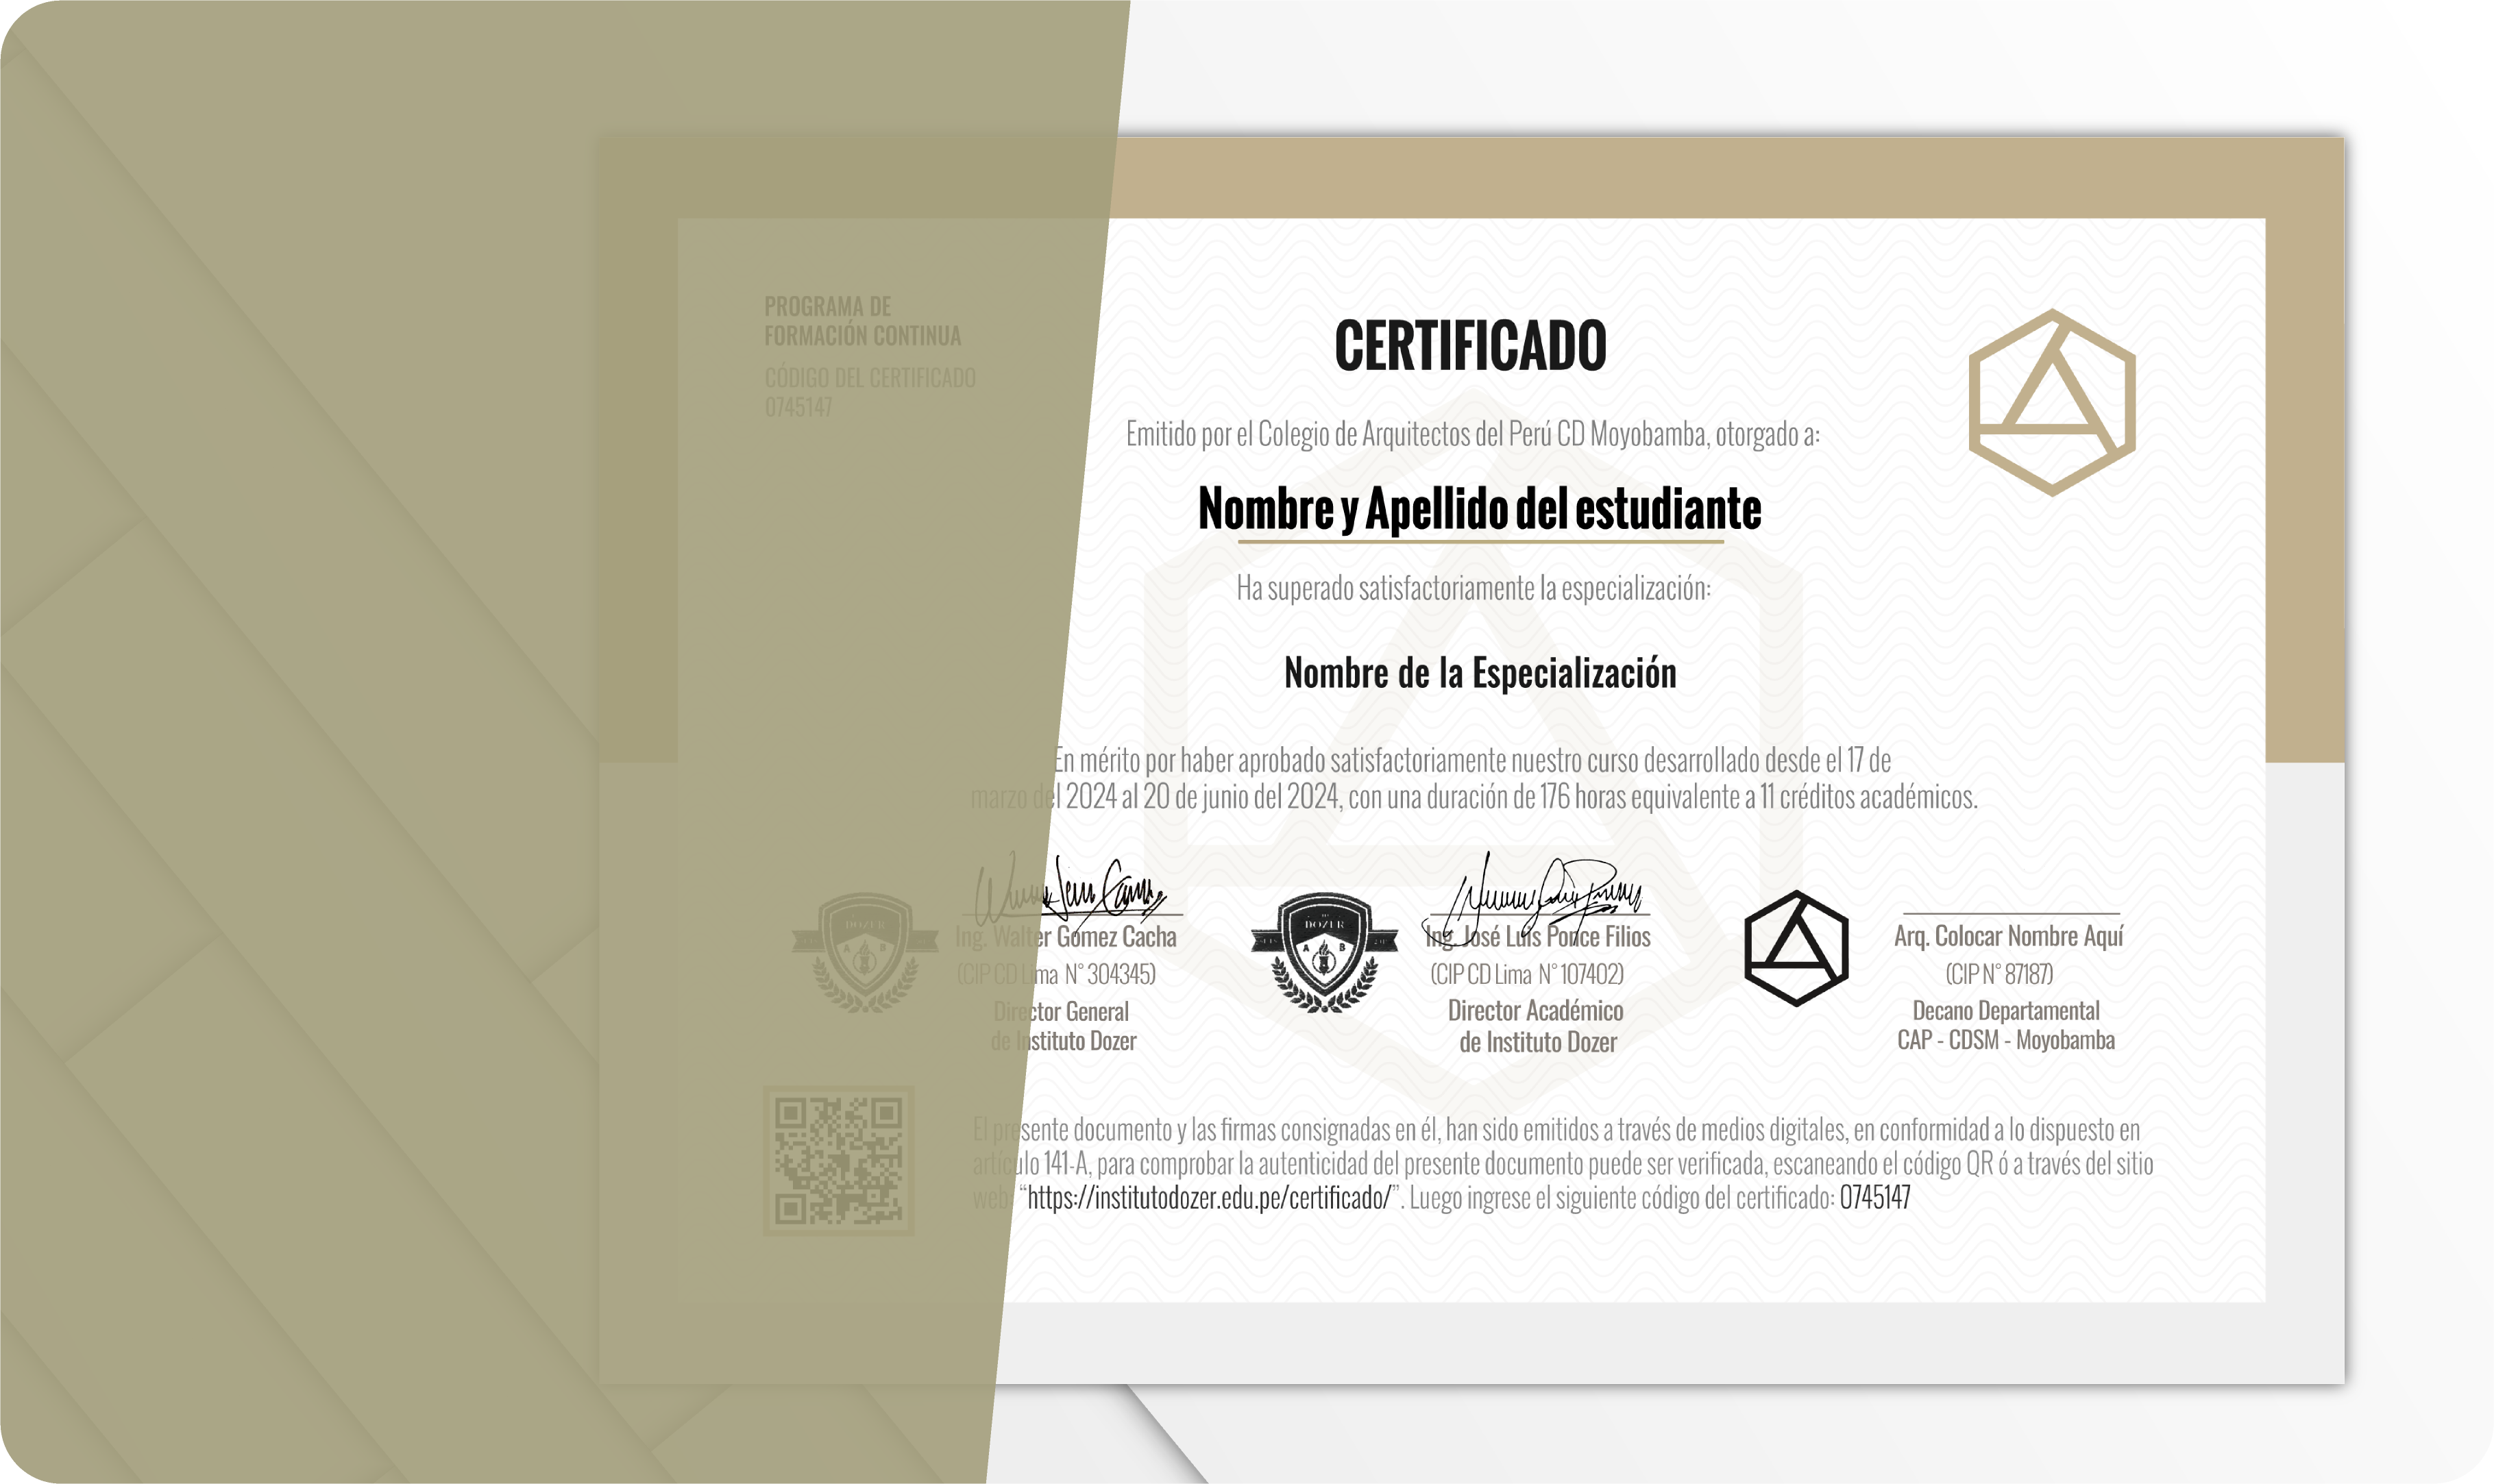 PROGRAMA DE
FORMACIÓN CONTINUA
CÓDIGO DEL CERTIFICADO
0745147
CERTIFICADO
Emitido por el Colegio de Arquitectos del Perú CD Moyobamba, otorgado a:
Nombre y Apellido del estudiante
Ha superado satisfactoriamente la especialización:
Nombre de la Especialización
En mérito por haber aprobado satisfactoriamente nuestro curso desarrollado desde el 17 de
marzo del 2024 al 20 de junio del 2024, con una duración de 176 horas equivalente a 11 créditos académicos.
DOZER
A B
Ing. Walter Gómez Cacha
(CIP CD Lima N° 304345)
Director General
de Instituto Dozer
DOZER
A B
Ing. José Luis Ponce Filios
(CIP CD Lima N° 107402)
Director Académico
de Instituto Dozer
Arq. Colocar Nombre Aquí
(CIP N° 87187)
Decano Departamental
CAP - CDSM - Moyobamba
El presente documento y las firmas consignadas en él, han sido emitidos a través de medios digitales, en conformidad a lo dispuesto en
artículo 141-A, para comprobar la autenticidad del presente documento puede ser verificada, escaneando el código QR ó a través del sitio
web: “https://institutodozer.edu.pe/certificado/”. Luego ingrese el siguiente código del certificado: 0745147